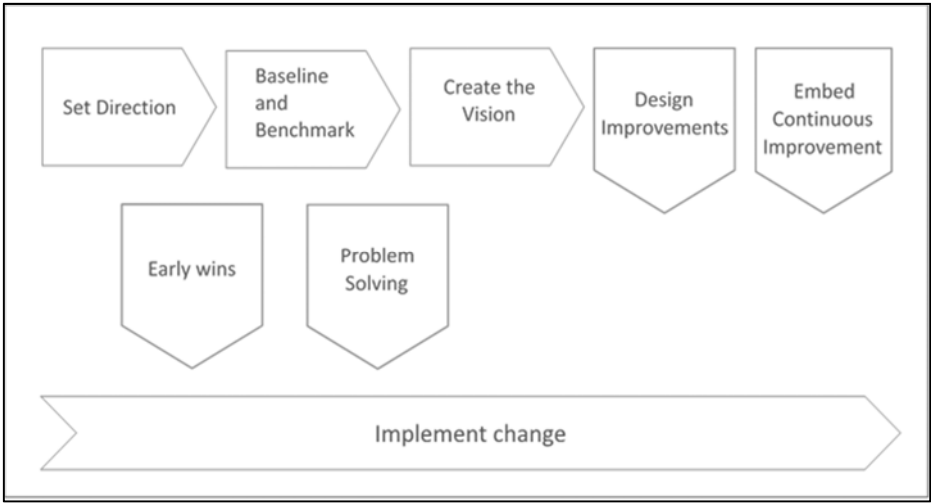 Set Direction
Baseline
and
Benchmark
Create the
Vision
Design
Improvements
Embed
Continuous
Improvement
Early wins
Problem
Solving
Implement change